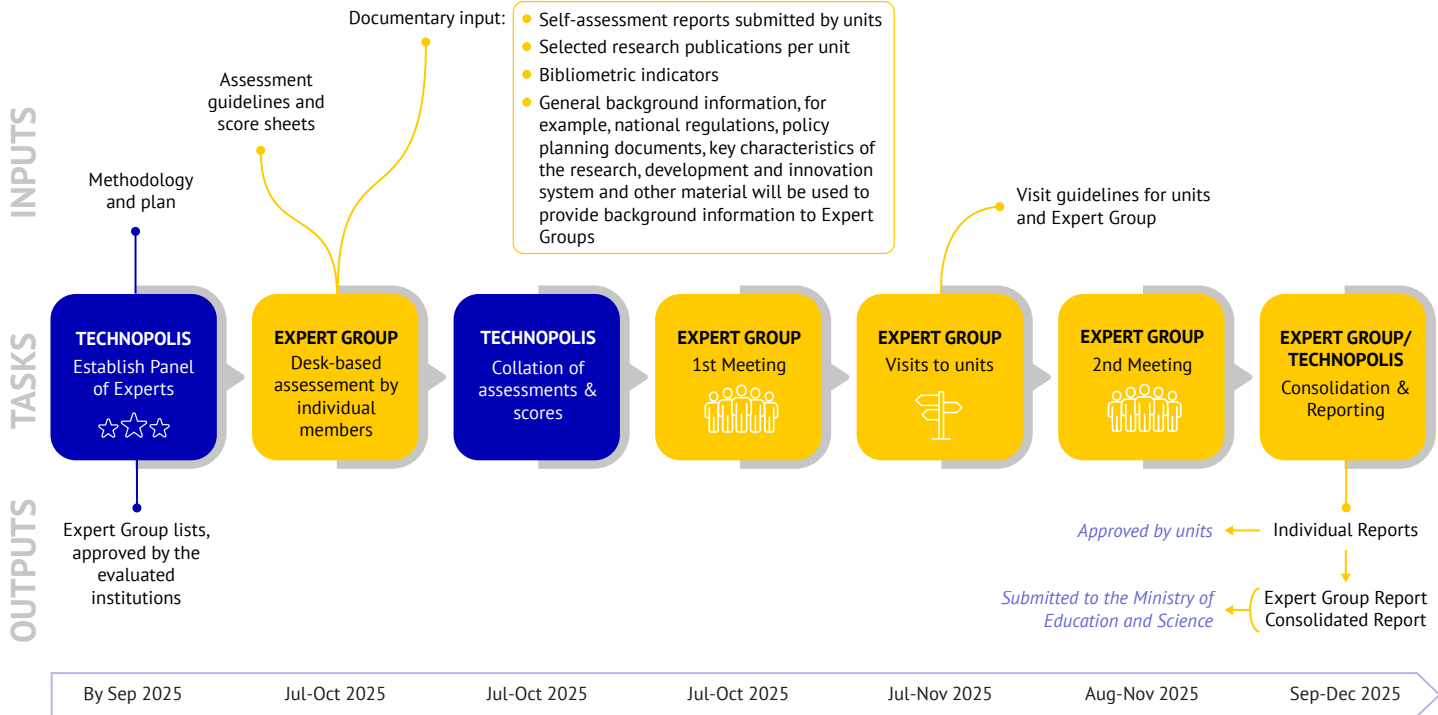 INPUTS
Methodology
and plan
Assessment
guidelines and
score sheets
Documentary input:
Self-assessment reports submitted by units
Selected research publications per unit
Bibliometric indicators
General background information, for
example, national regulations, policy
planning documents, key characteristics of
the research, development and innovation
system and other material will be used to
provide background information to Expert
Groups
Visit guidelines for units
and Expert Group
TASKS
TECHNOPOLIS
Establish Panel
of Experts
EXPERT GROUP
Desk-based
assessement by
individual
members
TECHNOPOLIS
Collation of
assessments &
scores
EXPERT GROUP
1st Meeting
EXPERT GROUP
Visits to units
EXPERT GROUP
2nd Meeting
EXPERT GROUP/
TECHNOPOLIS
Consolidation &
Reporting
OUTPUTS
Expert Group lists,
approved by the
evaluated
institutions
Approved by units
Individual Reports
Submitted to the Ministry of
Education and Science
Expert Group Report
Consolidated Report
By Sep 2025
Jul-Oct 2025
Jul-Oct 2025
Jul-Oct 2025
Jul-Nov 2025
Aug-Nov 2025
Sep-Dec 2025